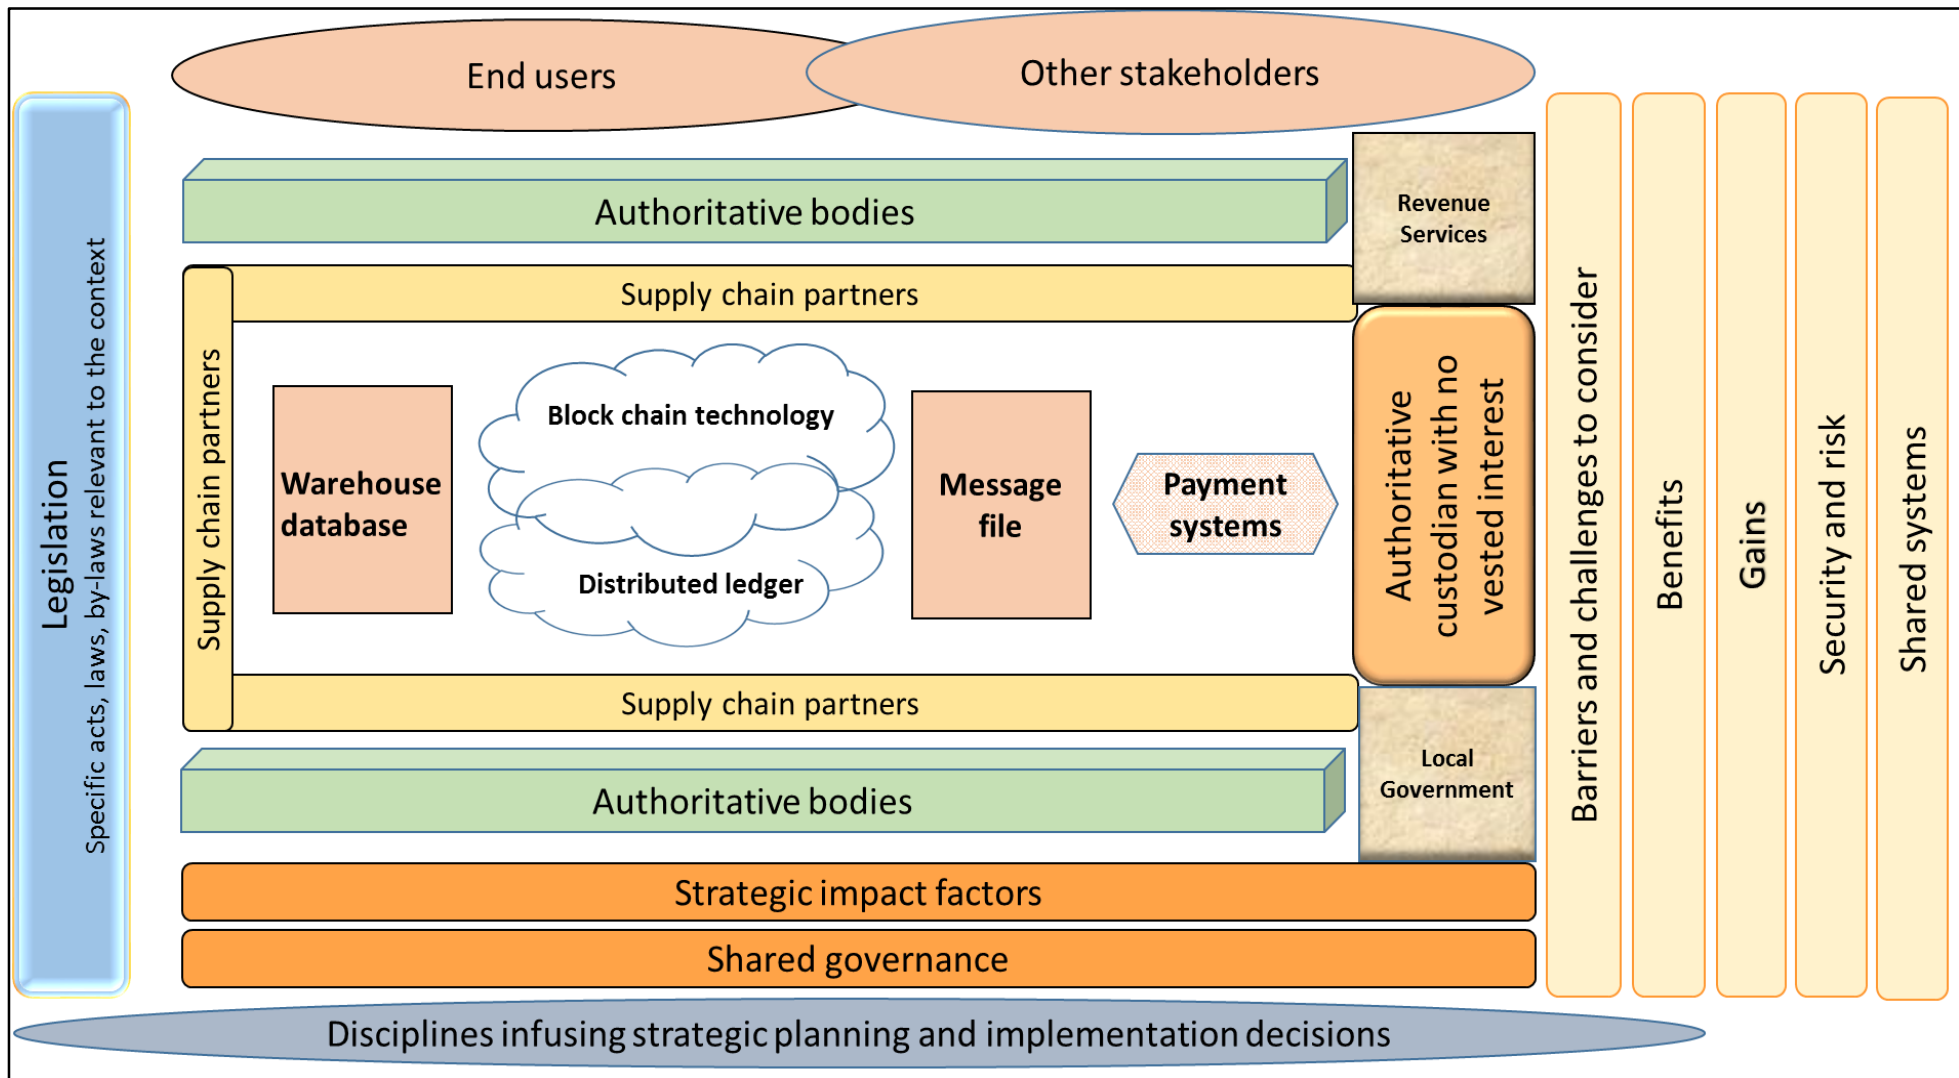 End users
Other stakeholders
Legislation
Specific acts, laws, by-laws relevant to the context
Authoritative bodies
Revenue
Services
Supply chain partners
Supply chain partners
Warehouse
database
Block chain technology
Distributed ledger
Message
file
Payment
systems
Authoritative
custodian with no
vested interest
Supply chain partners
Authoritative bodies
Local
Government
Strategic impact factors
Shared governance
Disciplines infusing strategic planning and implementation decisions
Barriers and challenges to consider
Benefits
Gains
Security and risk
Shared systems